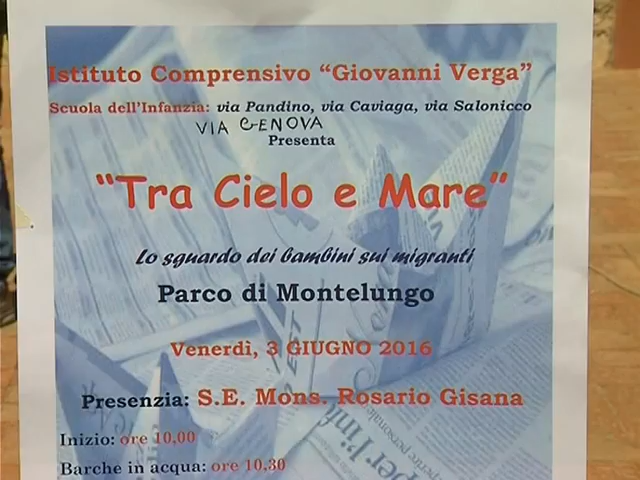 Istituto Comprensivo “Giovanni Verga”
Scuola dell'Infanzia: via Pandino, via Caviaga, via Salonicco
VIA GENOVA
Presenta
“Tra Cielo e Mare”
Lo sguardo dei bambini sui migranti
Parco di Montelungo
Venerdì, 3 GIUGNO 2016
Presenzia: S.E. Mons. Rosario Gisana
Inizio: ore 10,00
Barche in acqua: ore 10,30